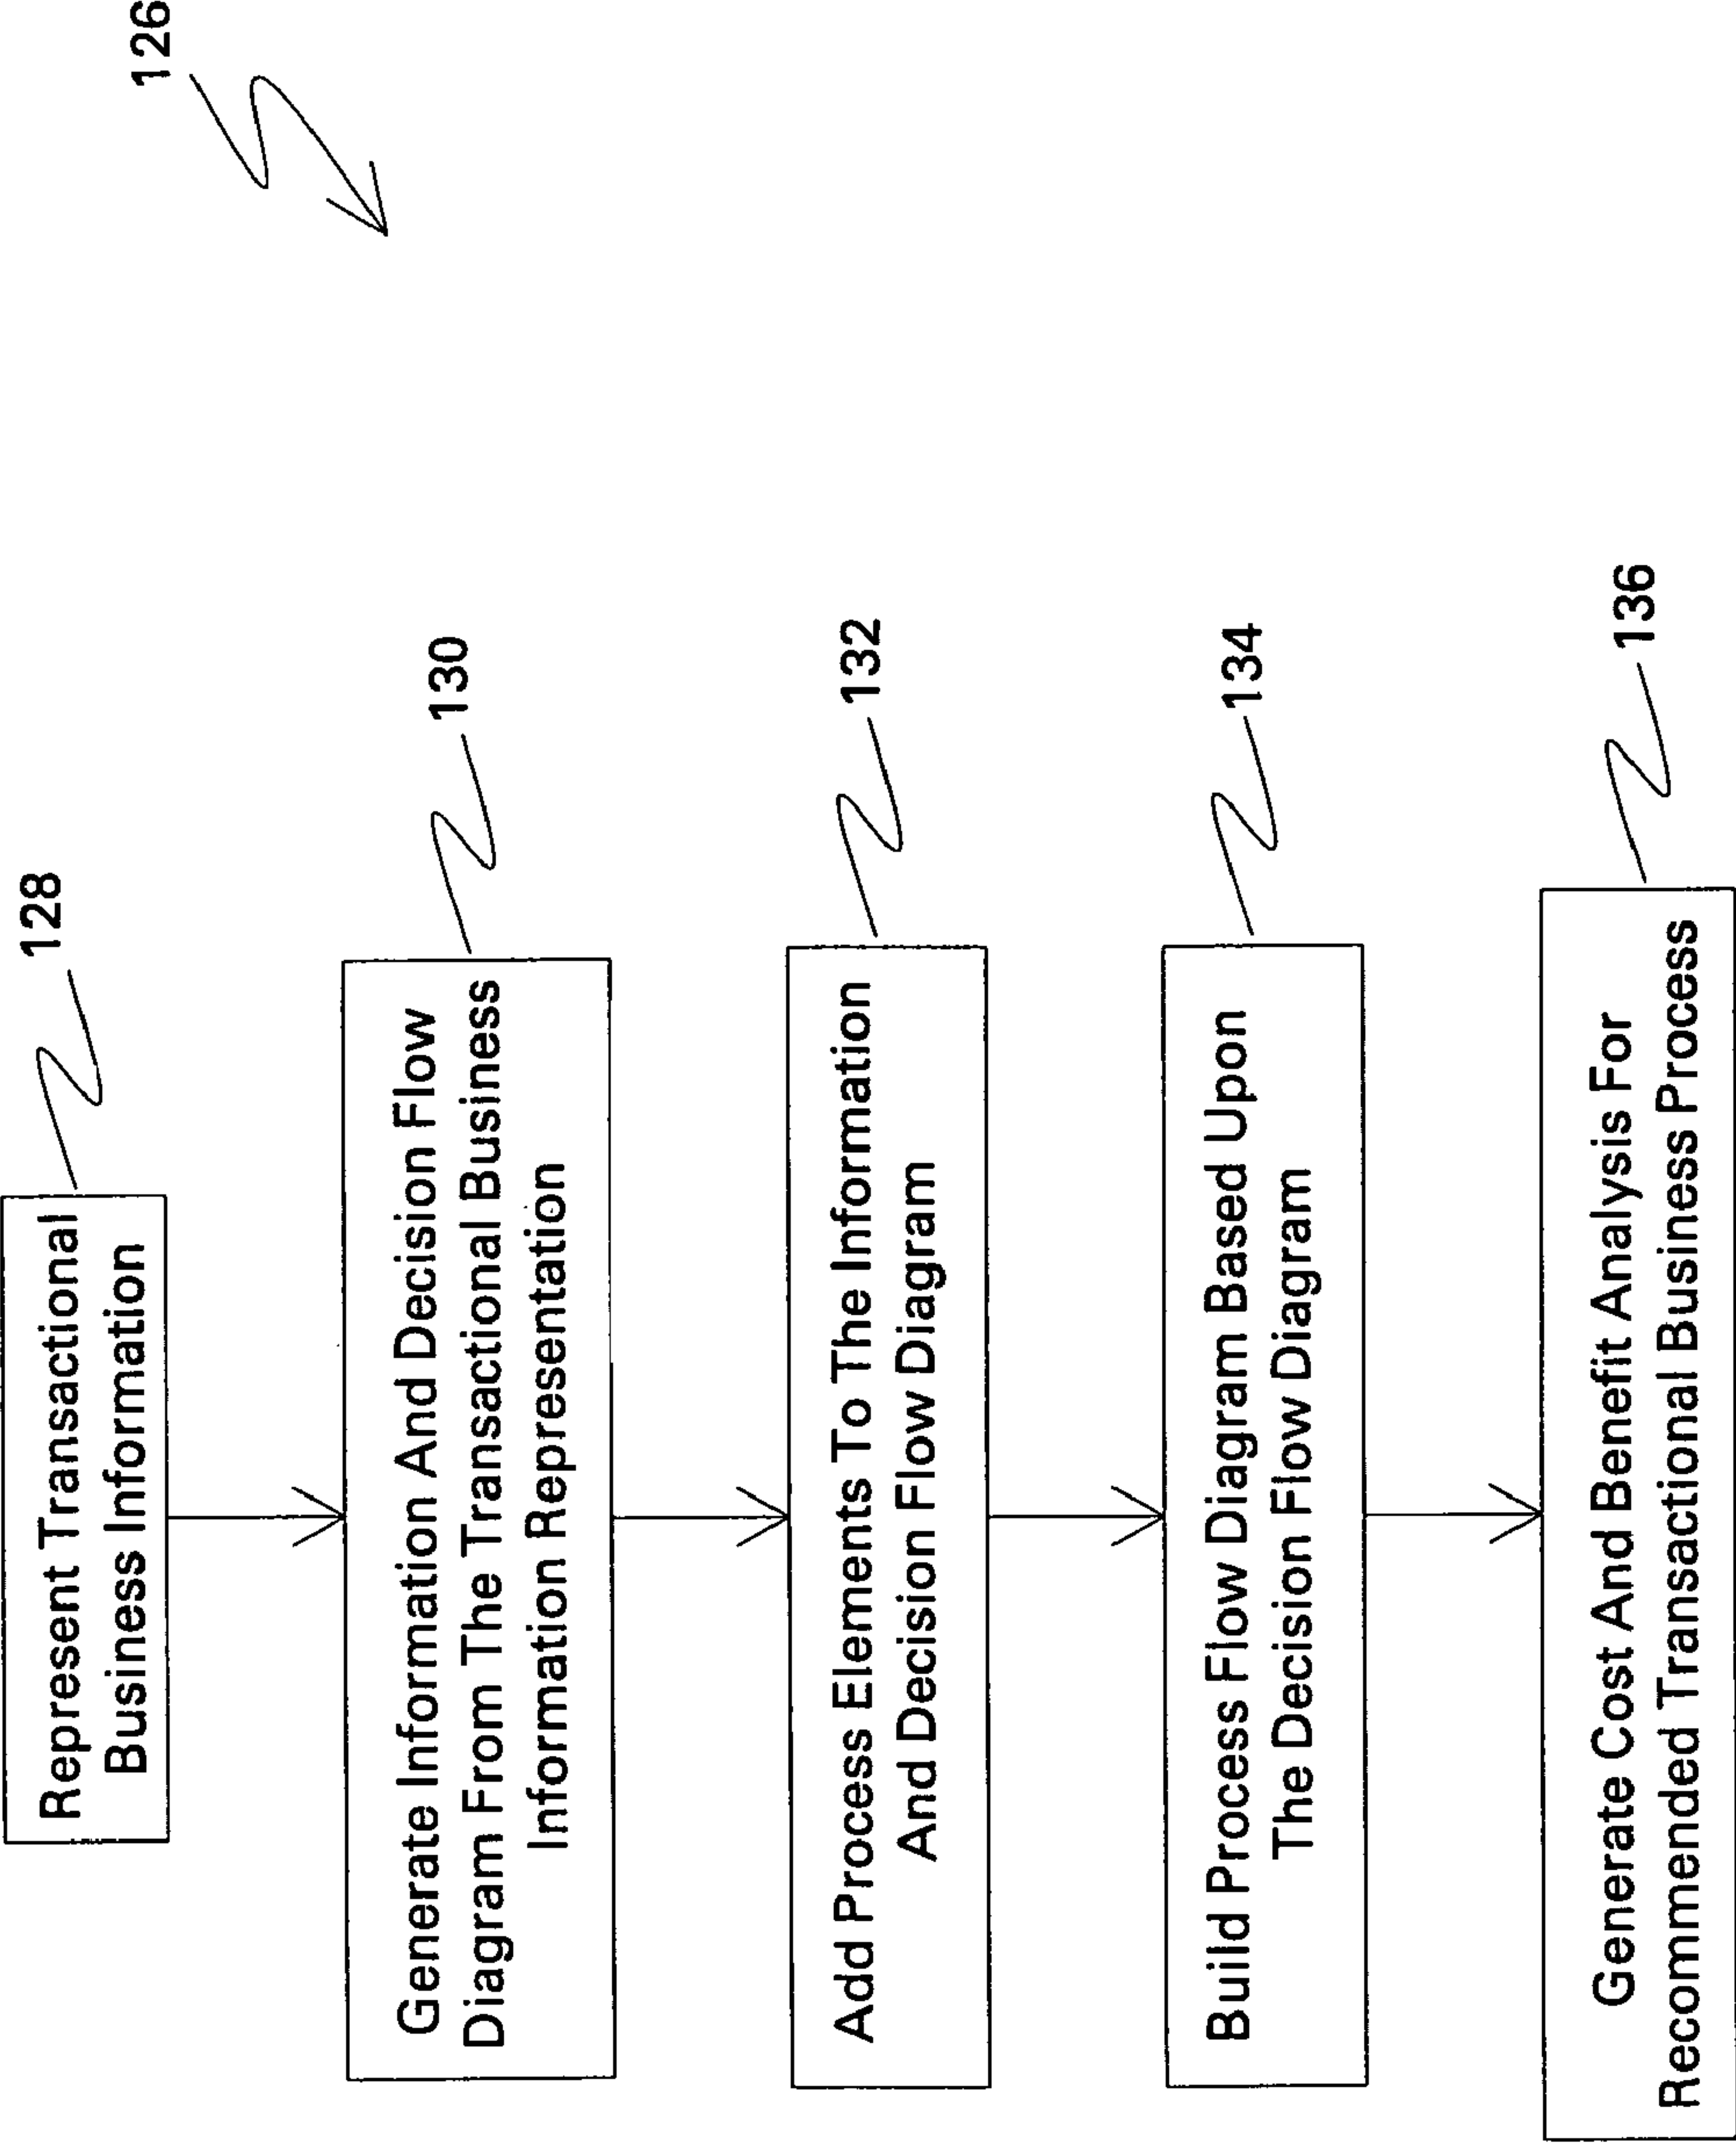 126
128
Represent Transactional
Business Information
130
Generate Information And Decision Flow
Diagram From The Transactional Business
Information Representation
132
Add Process Elements To The Information
And Decision Flow Diagram
134
Build Process Flow Diagram Based Upon
The Decision Flow Diagram
136
Generate Cost And Benefit Analysis For
Recommended Transactional Business Process